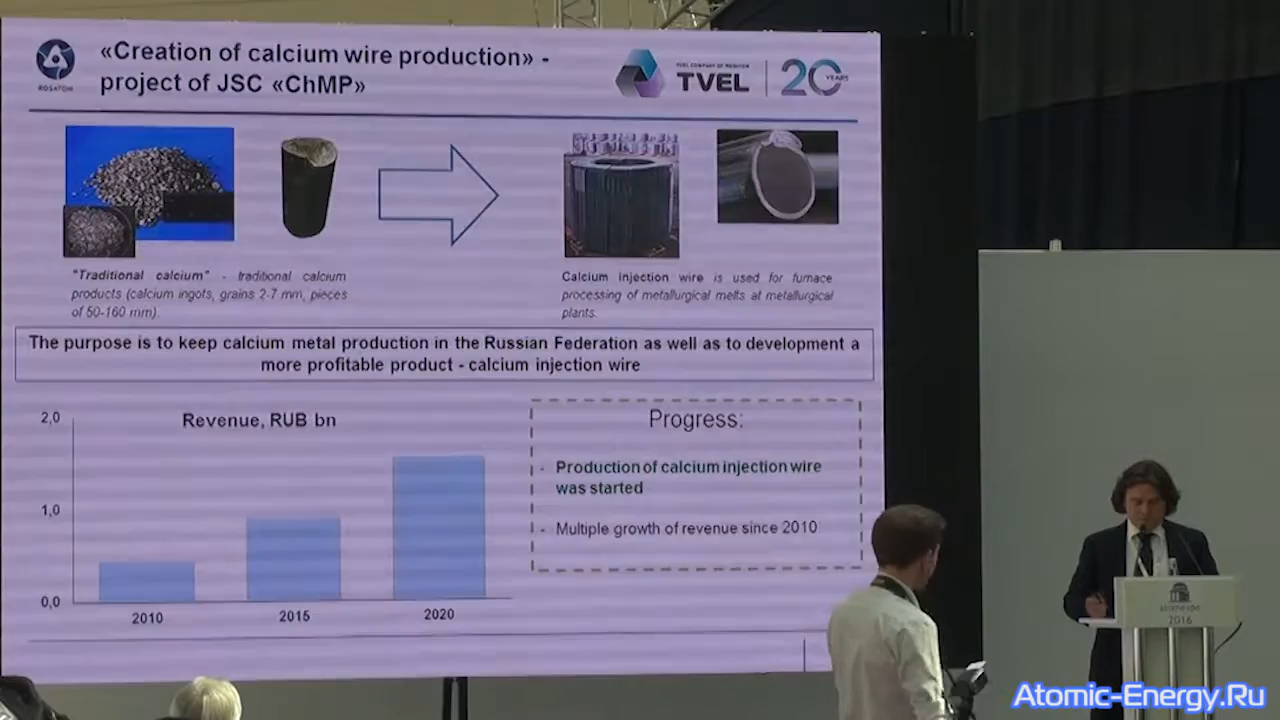 «Creation of calcium wire production» -
project of JSC «ChMP»
ROSATOM
TVEL
20 YEARS
"Traditional calcium" - traditional calcium
products (calcium ingots, grains 2-7 mm, pieces
of 50-160 mm).
Calcium injection wire is used for furnace
processing of metallurgical melts at metallurgical
plants.
The purpose is to keep calcium metal production in the Russian Federation as well as to development a
more profitable product - calcium injection wire
Revenue, RUB bn
2,0
1,0
0,0
2010
2015
2020
Progress:
- Production of calcium injection wire
was started
- Multiple growth of revenue since 2010
2016
Atomic-Energy.Ru